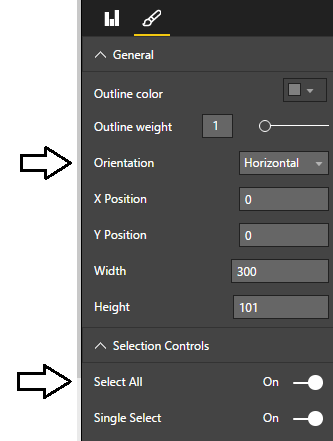 General
Outline color
Outline weight 1
Orientation Horizontal
X Position 0
Y Position 0
Width 300
Height 101
Selection Controls
Select All On
Single Select On